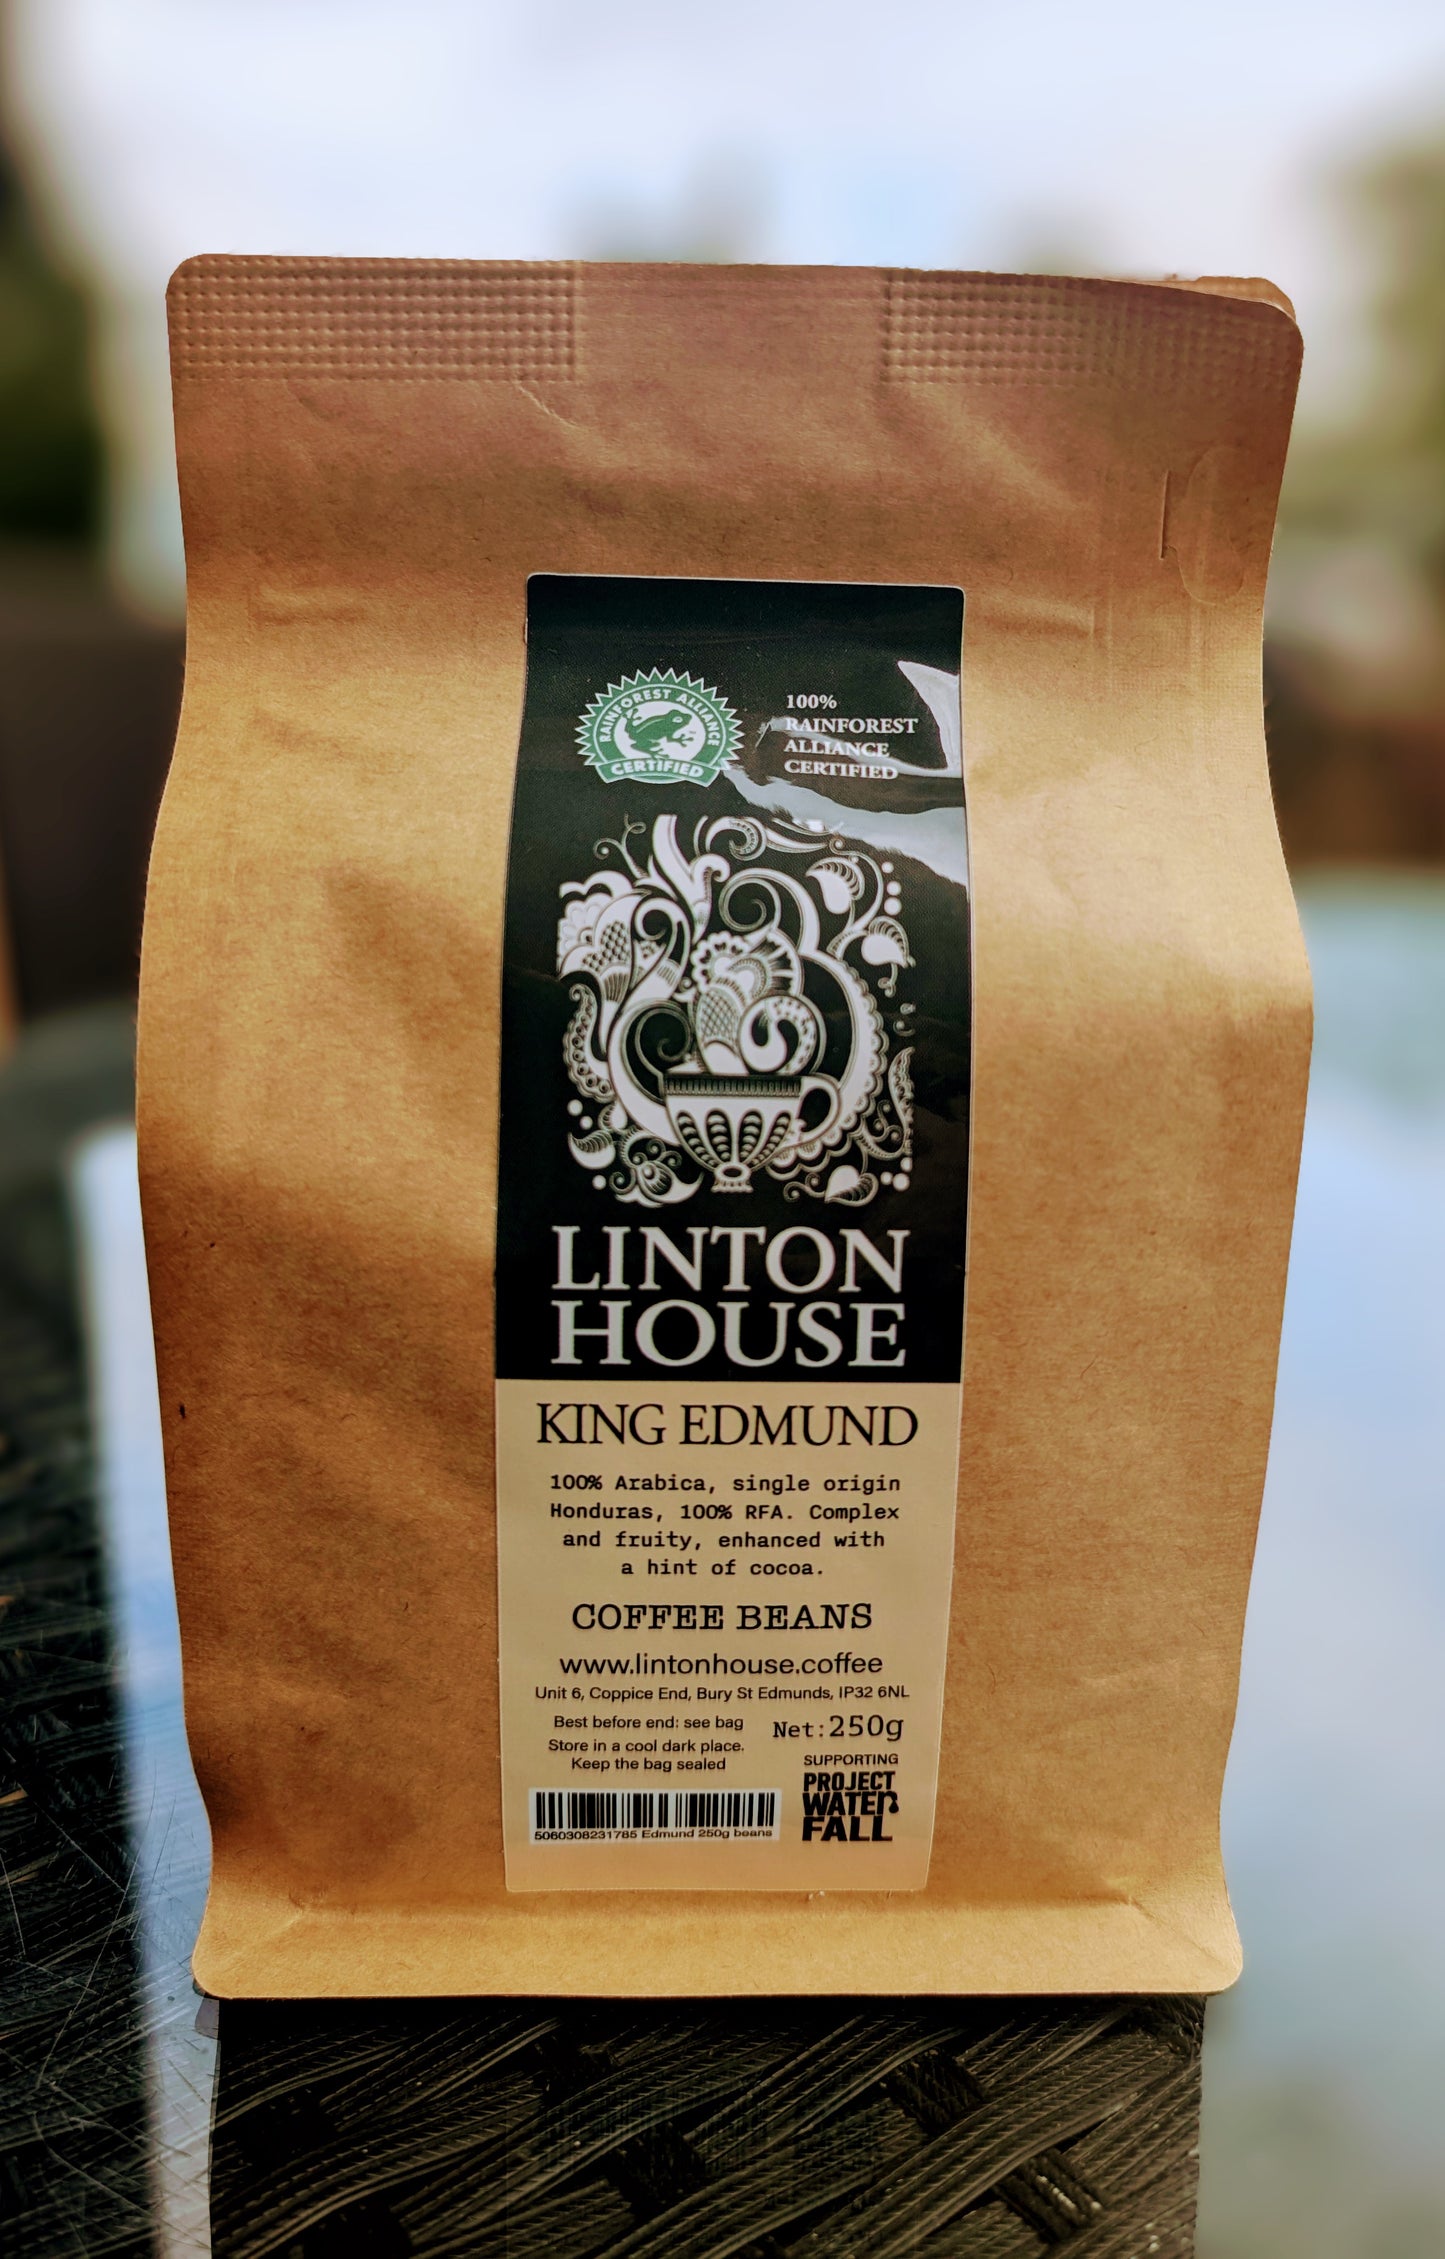 RAINFOREST ALLIANCE
CERTIFIED
100%
RAINFOREST
ALLIANCE
CERTIFIED
LINTON
HOUSE
KING EDMUND
100% Arabica, single origin
Honduras, 100% RFA. Complex
and fruity, enhanced with
a hint of cocoa.
COFFEE BEANS
www.lintonhouse.coffee
Unit 6, Coppice End, Bury St Edmunds, IP32 6NL
Best before end: see bag
Store in a cool dark place.
Keep the bag sealed
Net:250g
SUPPORTING
PROJECT
WATER
FALL
5060308231785 Edmund 250g beans